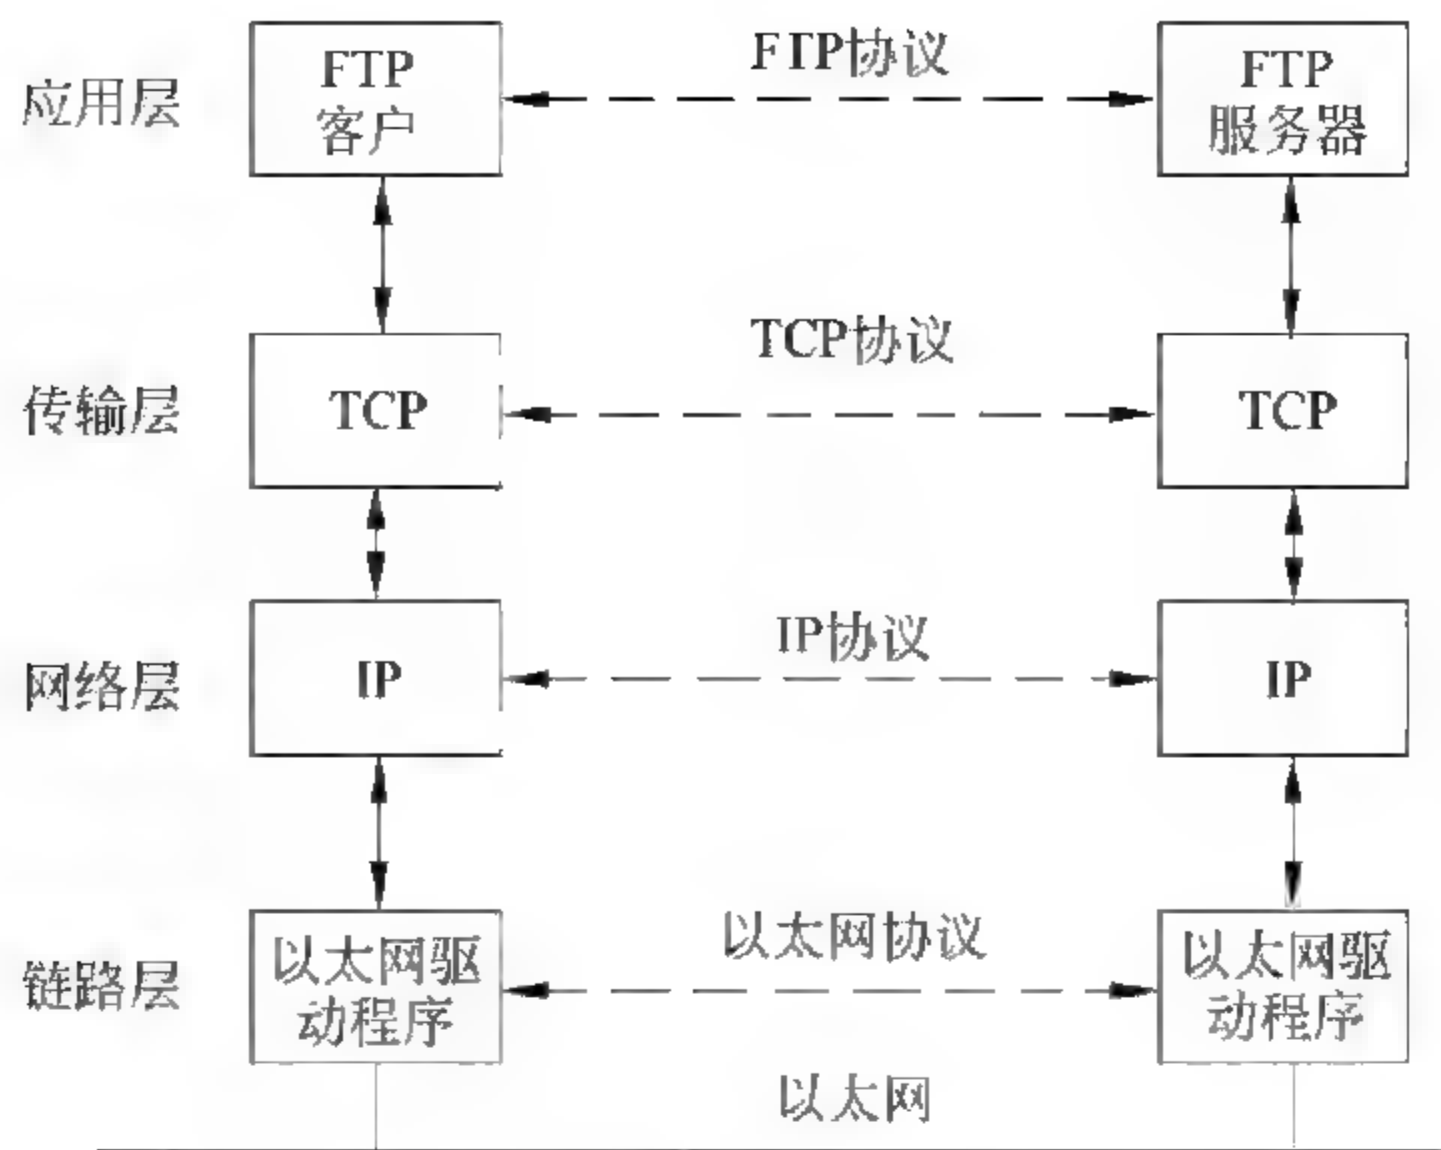 FTP协议
应用层
FTP
客户
FTP
服务器
TCP协议
传输层
TCP
TCP
IP协议
网络层
IP
IP
以太网协议
链路层
以太网驱
动程序
以太网驱
动程序
以太网